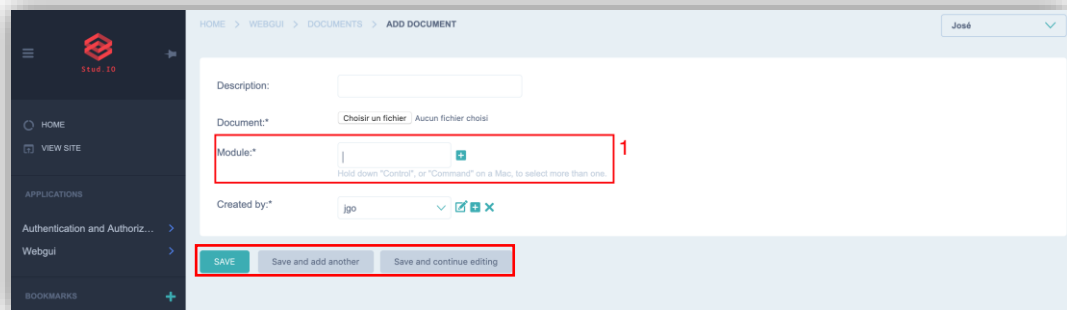 HOME > WEBGUI > DOCUMENTS > ADD DOCUMENT
José
Stud.IO
HOME
VIEW SITE
APPLICATIONS
Authentication and Authoriz...
Webgui
BOOKMARKS
Description:
Document:* Choisir un fichier Aucun fichier choisi
Module:*
1
Hold down "Control", or "Command" on a Mac, to select more than one.
Created by:* jgo
SAVE Save and add another Save and continue editing